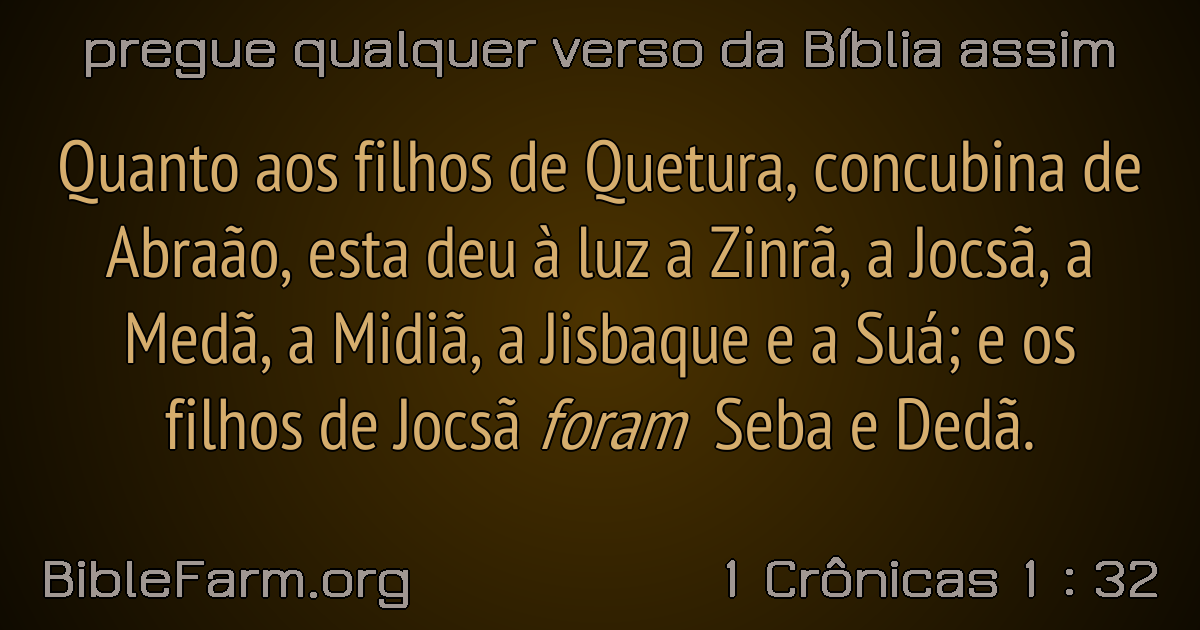 pregue qualquer verso da Bíblia assim
Quanto aos filhos de Quetura, concubina de
Abraão, esta deu à luz a Zinrã, a Jocsã, a
Medã, a Midiã, a Jisbaque e a Suá; e os
filhos de Jocsã foram Seba e Dedã.
BibleFarm.org
1 Crônicas 1 : 32